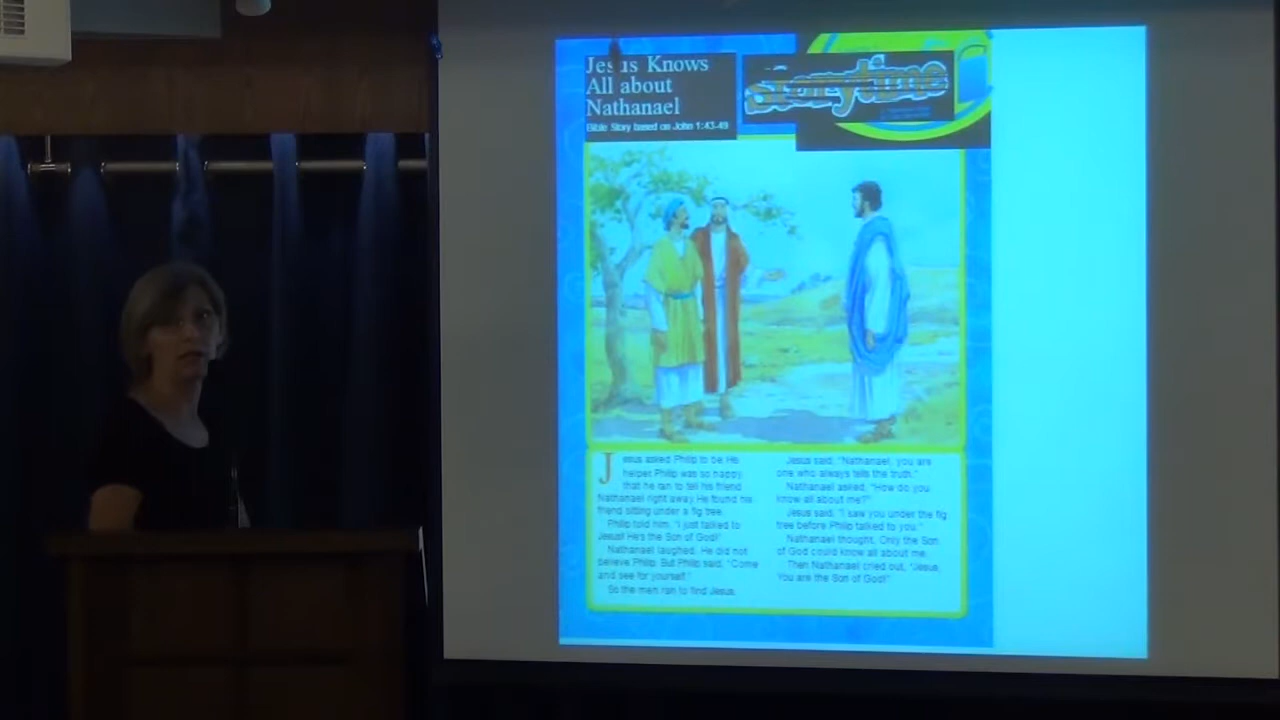 Jesus Knows
All about
Nathanael
Bible Story based on John 1:43-49
Storytime
Jesus asked Philip to be His
helper. Philip was so happy
that he ran to tell his friend
Nathanael right away. He found his
friend sitting under a fig tree.
Philip told him, "I just talked to
Jesus! He's the Son of God!"
Nathanael laughed. He did not
believe Philip. But Philip said, "Come
and see for yourself."
So the men ran to find Jesus.
Jesus said, "Nathanael, you are
one who always tells the truth."
Nathanael asked, "How do you
know all about me?"
Jesus said, "I saw you under the fig
tree before Philip talked to you."
Nathanael thought, Only the Son
of God could know all about me.
Then Nathanael cried out, "Jesus,
You are the Son of God!"